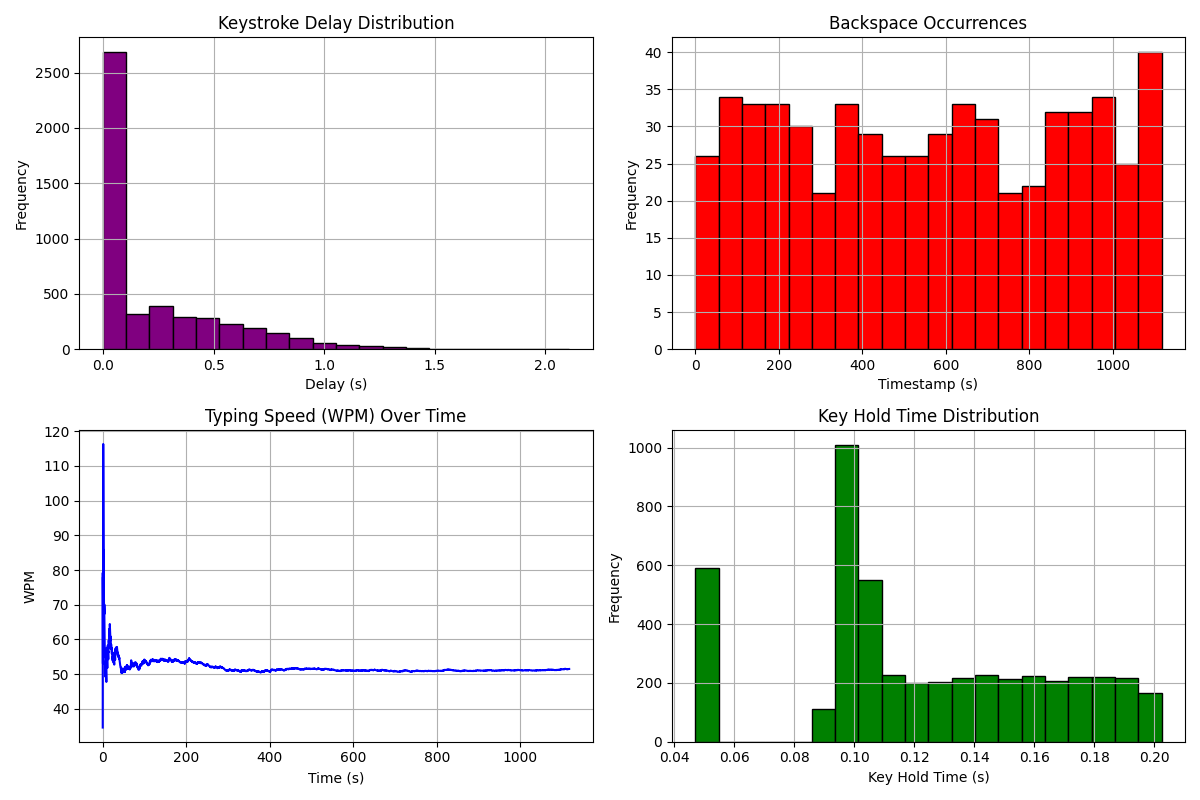 Keystroke Delay Distribution
Frequency
2500
2000
1500
1000
500
0
0.0 0.5 1.0 1.5 2.0
Delay (s)
Backspace Occurrences
Frequency
40
35
30
25
20
15
10
5
0
0 200 400 600 800 1000
Timestamp (s)
Typing Speed (WPM) Over Time
WPM
120
110
100
90
80
70
60
50
40
0 200 400 600 800 1000
Time (s)
Key Hold Time Distribution
Frequency
1000
800
600
400
200
0
0.04 0.06 0.08 0.10 0.12 0.14 0.16 0.18 0.20
Key Hold Time (s)